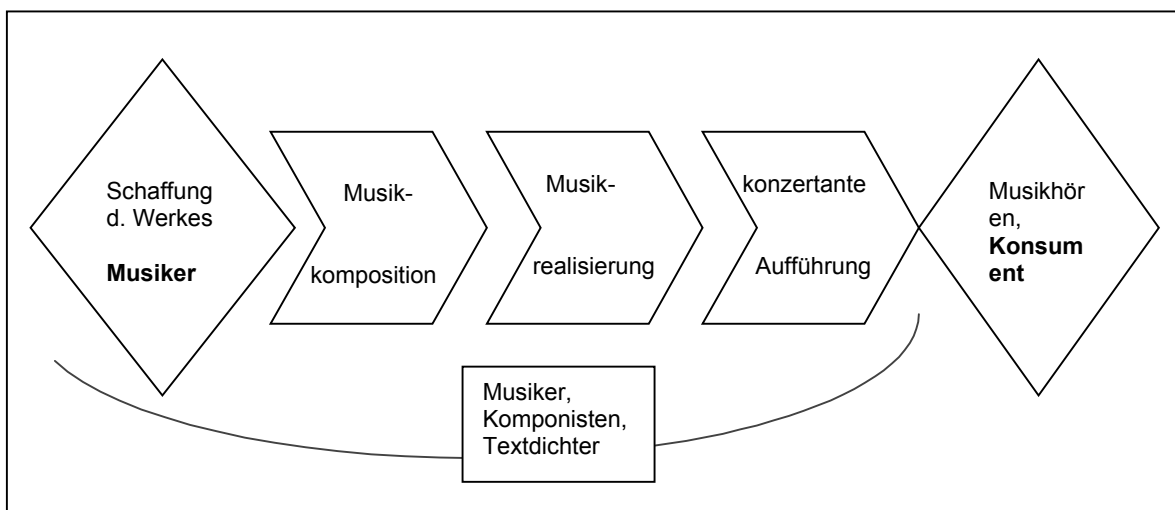 Schaffung
d. Werkes
Musiker
Musik-
komposition
Musik-
realisierung
konzertante
Aufführung
Musikhör
en,
Konsum
ent
Musiker,
Komponisten,
Textdichter